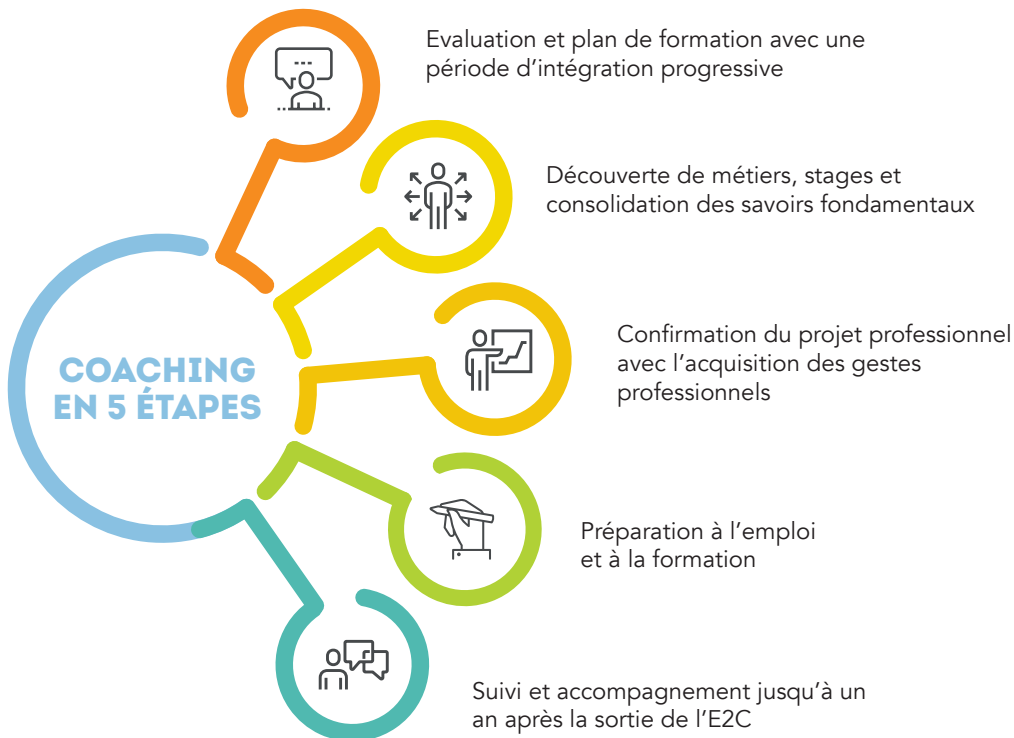 Evaluation et plan de formation avec une
période d’intégration progressive
Découverte de métiers, stages et
consolidation des savoirs fondamentaux
COACHING
EN 5 ÉTAPES
Confirmation du projet professionnel
avec l’acquisition des gestes
professionnels
Préparation à l’emploi
et à la formation
Suivi et accompagnement jusqu’à un
an après la sortie de l’E2C